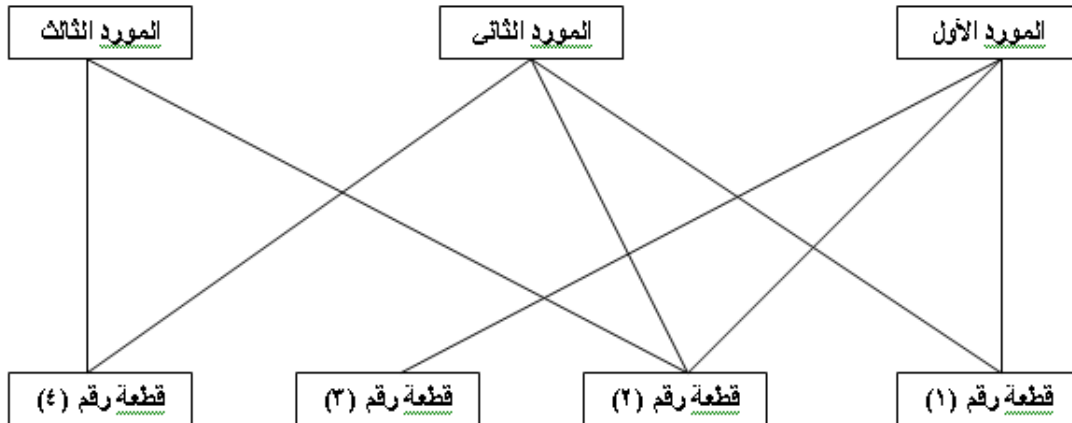 المورد الأول
المورد الثانى
المورد الثالث
قطعة رقم (١)
قطعة رقم (٢)
قطعة رقم (٣)
قطعة رقم (٤)